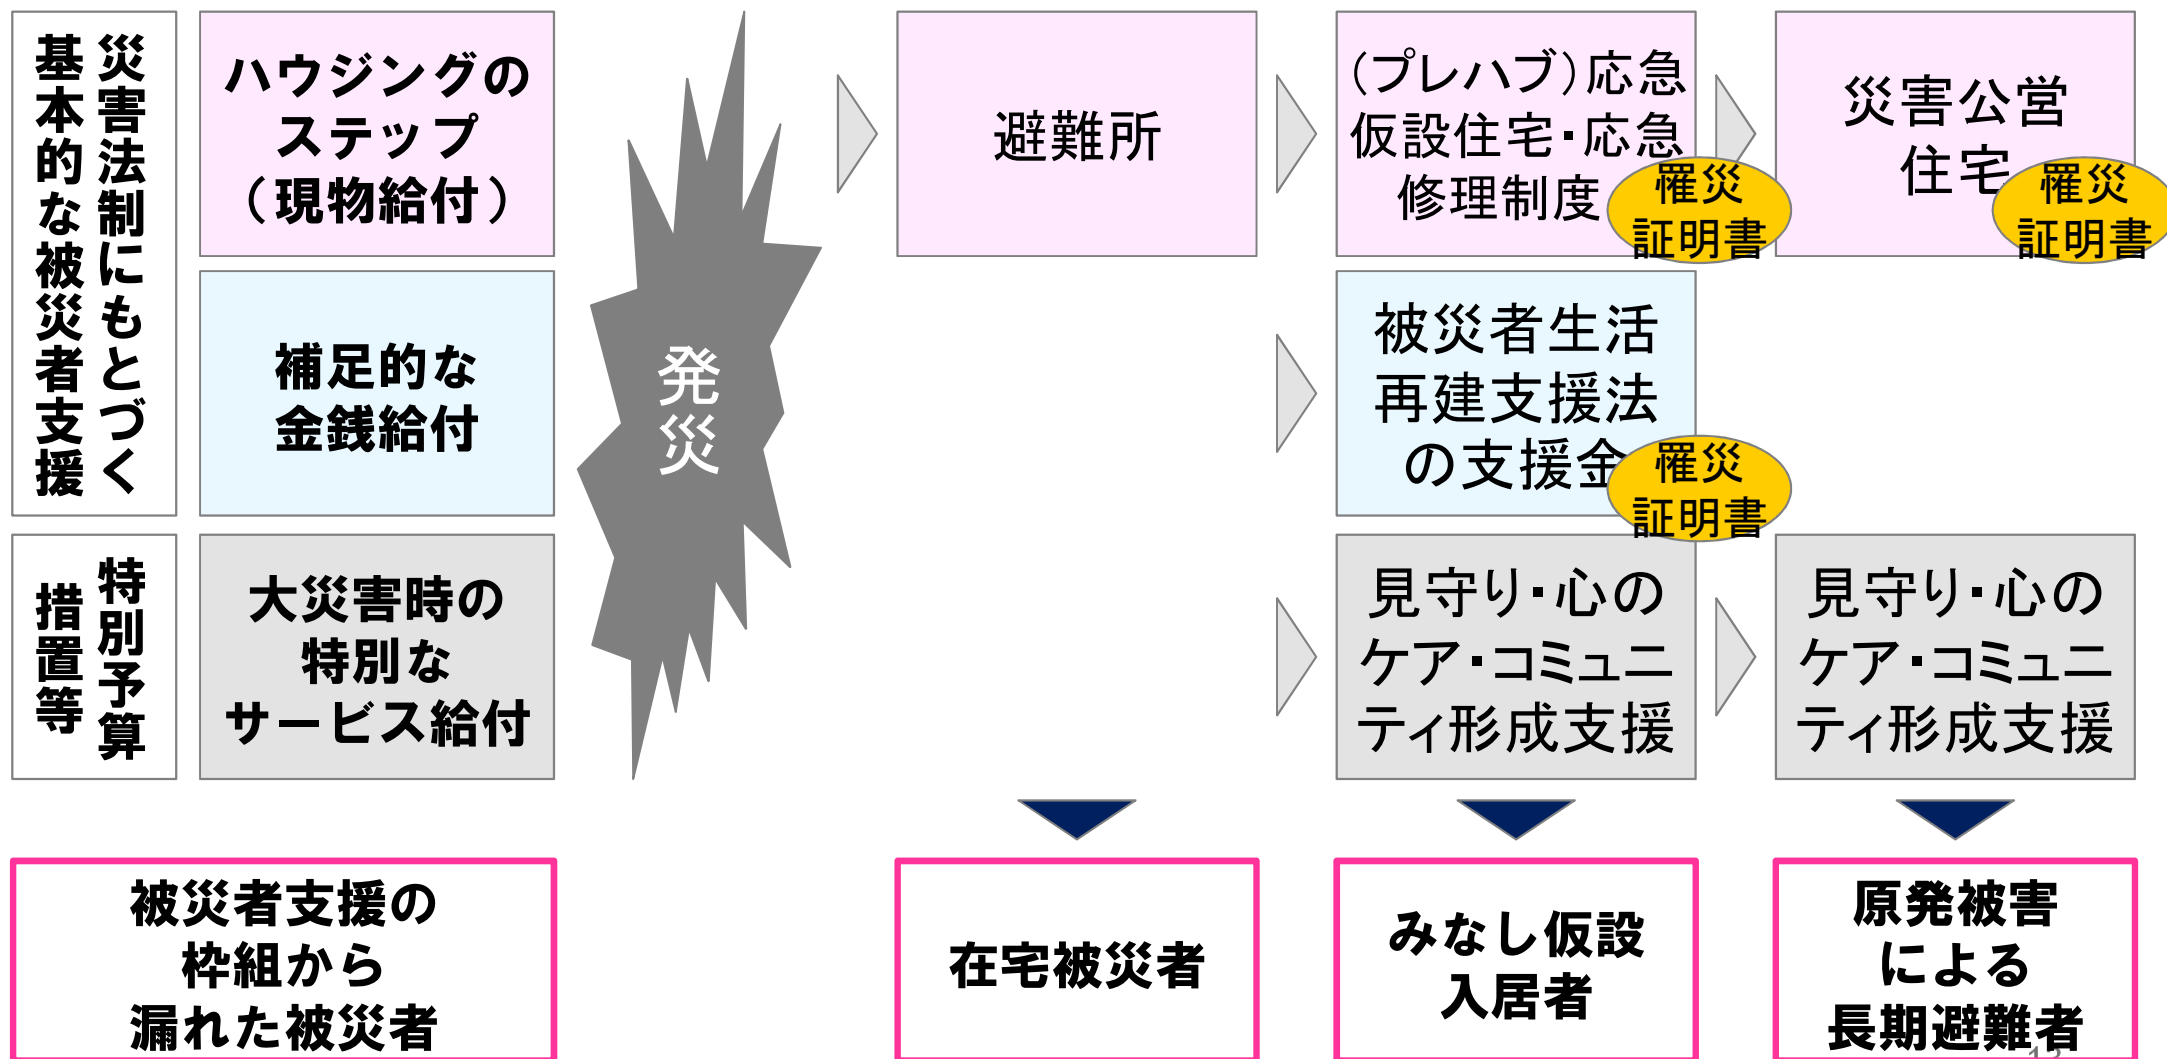 災害法制にもとづく
基本的な被災者支援
ハウジングの
ステップ
（現物給付）
補足的な
金銭給付
特別予算
措置等
大災害時の
特別な
サービス給付
発
災
避難所
（プレハブ）応急
仮設住宅・応急
修理制度
罹災
証明書
災害公営
住宅
罹災
証明書
被災者生活
再建支援法
の支援金
罹災
証明書
見守り・心の
ケア・コミュニ
ティ形成支援
見守り・心の
ケア・コミュニ
ティ形成支援
被災者支援の
枠組から
漏れた被災者
在宅被災者
みなし仮設
入居者
原発被害
による
長期避難者